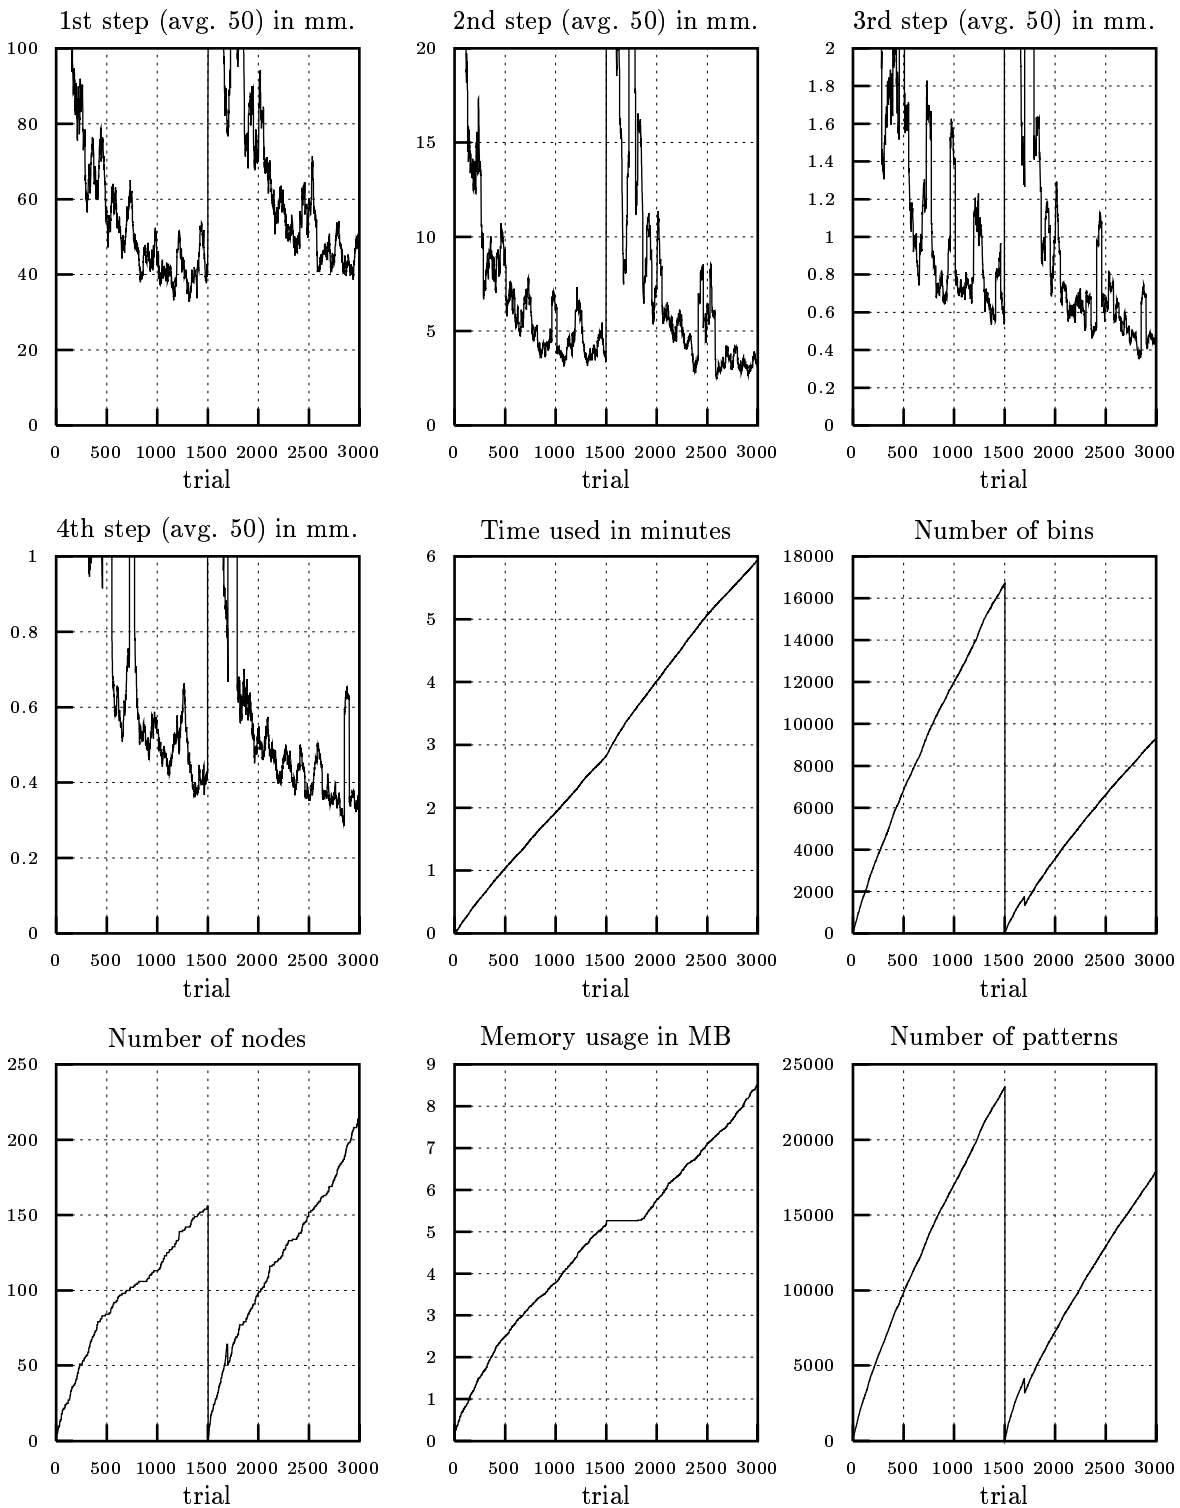 1st step (avg. 50) in mm.
2nd step (avg. 50) in mm.
3rd step (avg. 50) in mm.
100
80
60
40
20
0
0 500 1000 1500 2000 2500 3000
trial
20
15
10
5
0
0 500 1000 1500 2000 2500 3000
trial
2
1.8
1.6
1.4
1.2
1
0.8
0.6
0.4
0.2
0
0 500 1000 1500 2000 2500 3000
trial
4th step (avg. 50) in mm.
Time used in minutes
Number of bins
1
0.8
0.6
0.4
0.2
0
0 500 1000 1500 2000 2500 3000
trial
6
5
4
3
2
1
0
0 500 1000 1500 2000 2500 3000
trial
18000
16000
14000
12000
10000
8000
6000
4000
2000
0
0 500 1000 1500 2000 2500 3000
trial
Number of nodes
Memory usage in MB
Number of patterns
250
200
150
100
50
0
0 500 1000 1500 2000 2500 3000
trial
9
8
7
6
5
4
3
2
1
0
0 500 1000 1500 2000 2500 3000
trial
25000
20000
15000
10000
5000
0
0 500 1000 1500 2000 2500 3000
trial